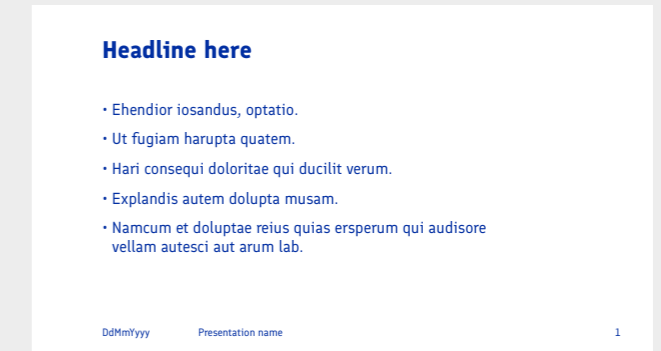 Headline here
• Ehendior iosandus, optatio.
• Ut fugiam harupta quatem.
• Hari consequi doloritae qui ducilit verum.
• Explandis autem dolupta musam.
• Namcum et doluptae reius quias ersperum qui audisore
vellam autesci aut arum lab.
DdMmYyyy Presentation name 1